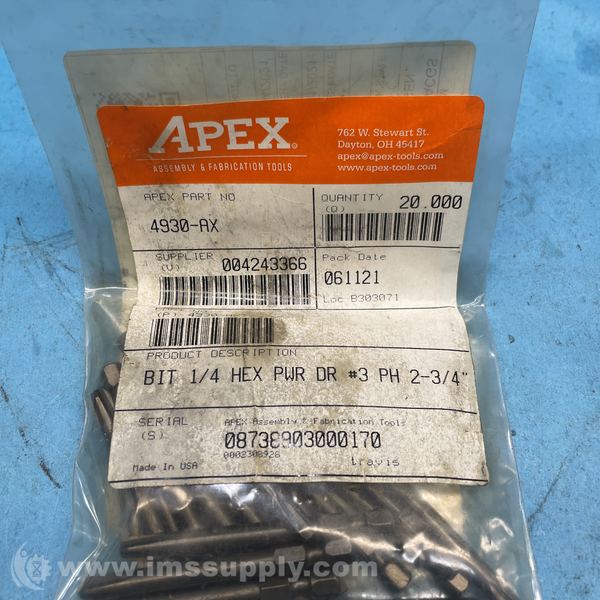 APEX®
ASSEMBLY & FABRICATION TOOLS
762 W. Stewart St.
Dayton, OH 45417
apex@apex-tools.com
www.apex-tools.com
APEX PART NO
4930-AX
QUANTITY
(Q)
20.000
SUPPLIER
(V)
004243366
Pack Date
061121
Loc B303071
(P) 4930
PRODUCT DESCRIPTION
BIT 1/4 HEX PWR DR #3 PH 2-3/4"
SERIAL
(S)
APEX Assembly & Fabrication Tools
08738903000170
0002308928
Made In USA
travis
© www.imssupply.com